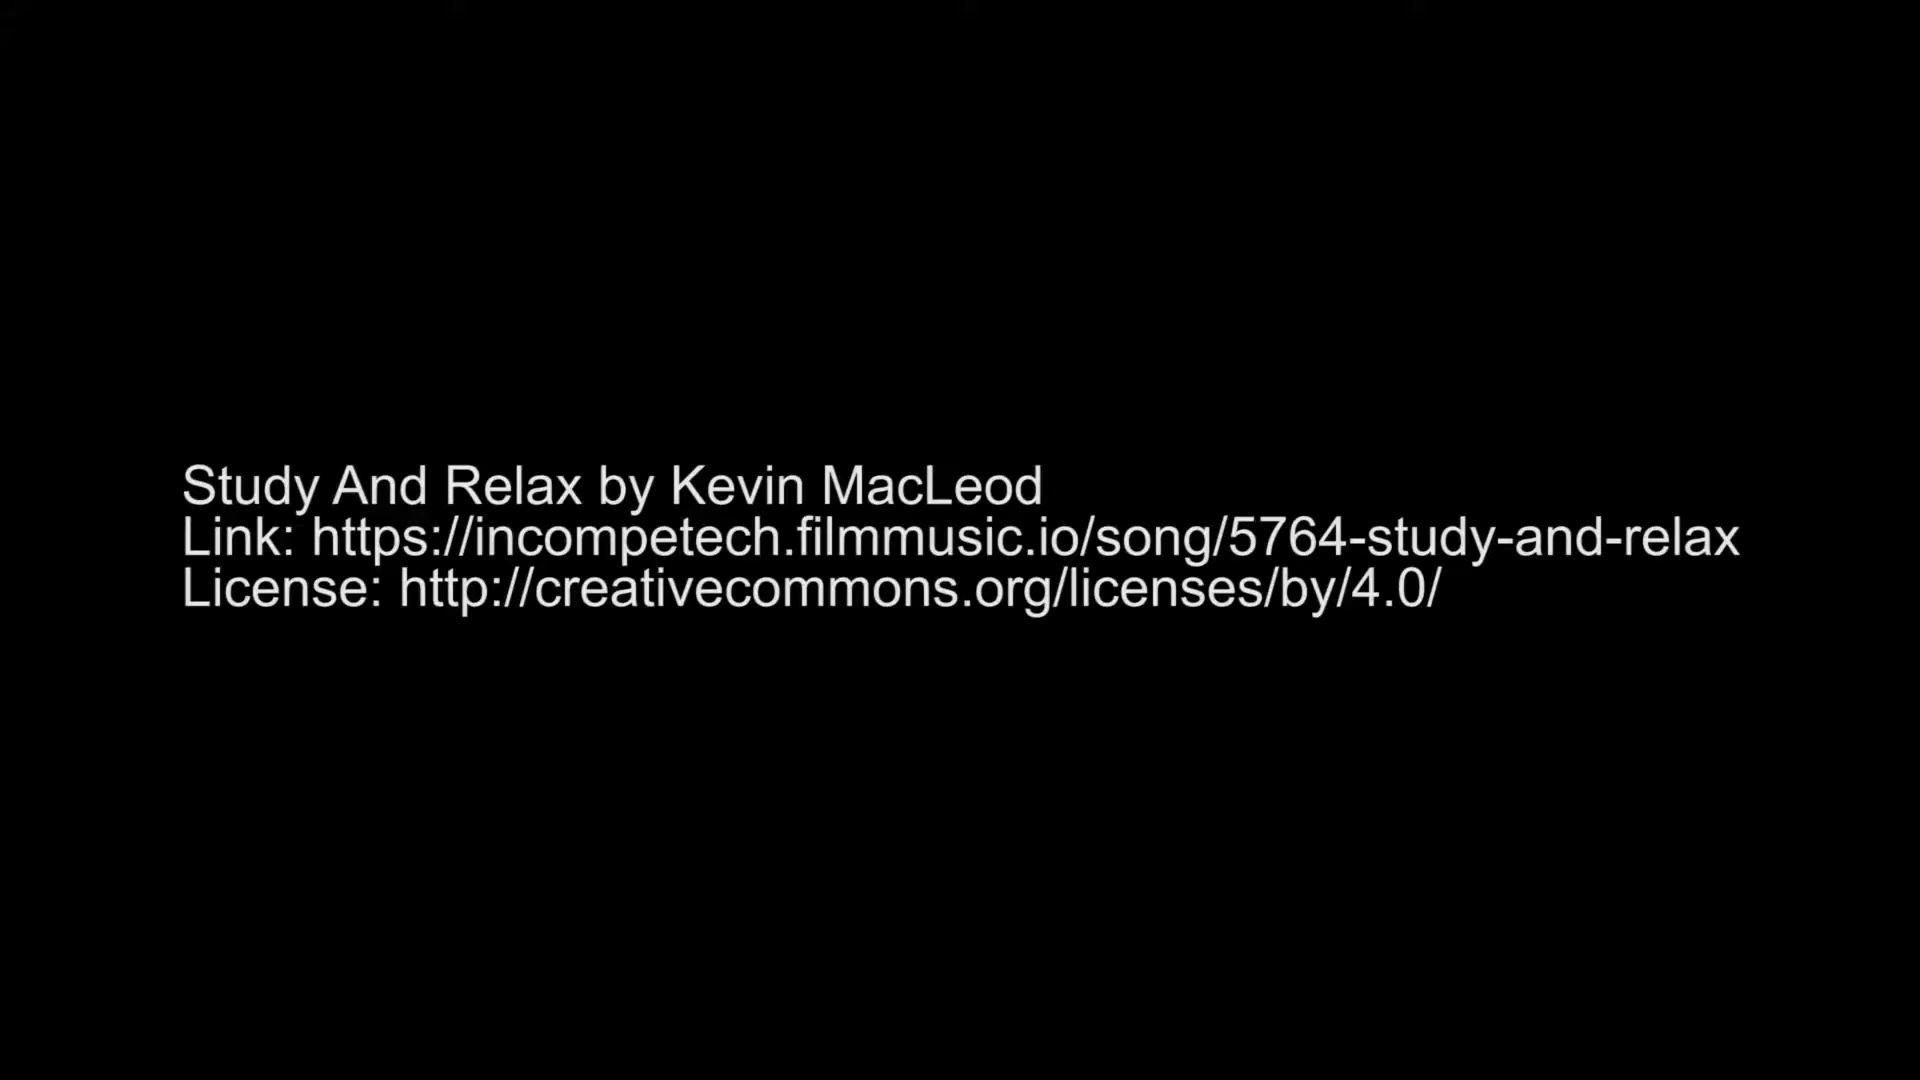 Study And Relax by Kevin MacLeod
Link: https://incompetech.filmmusic.io/song/5764-study-and-relax
License: http://creativecommons.org/licenses/by/4.0/